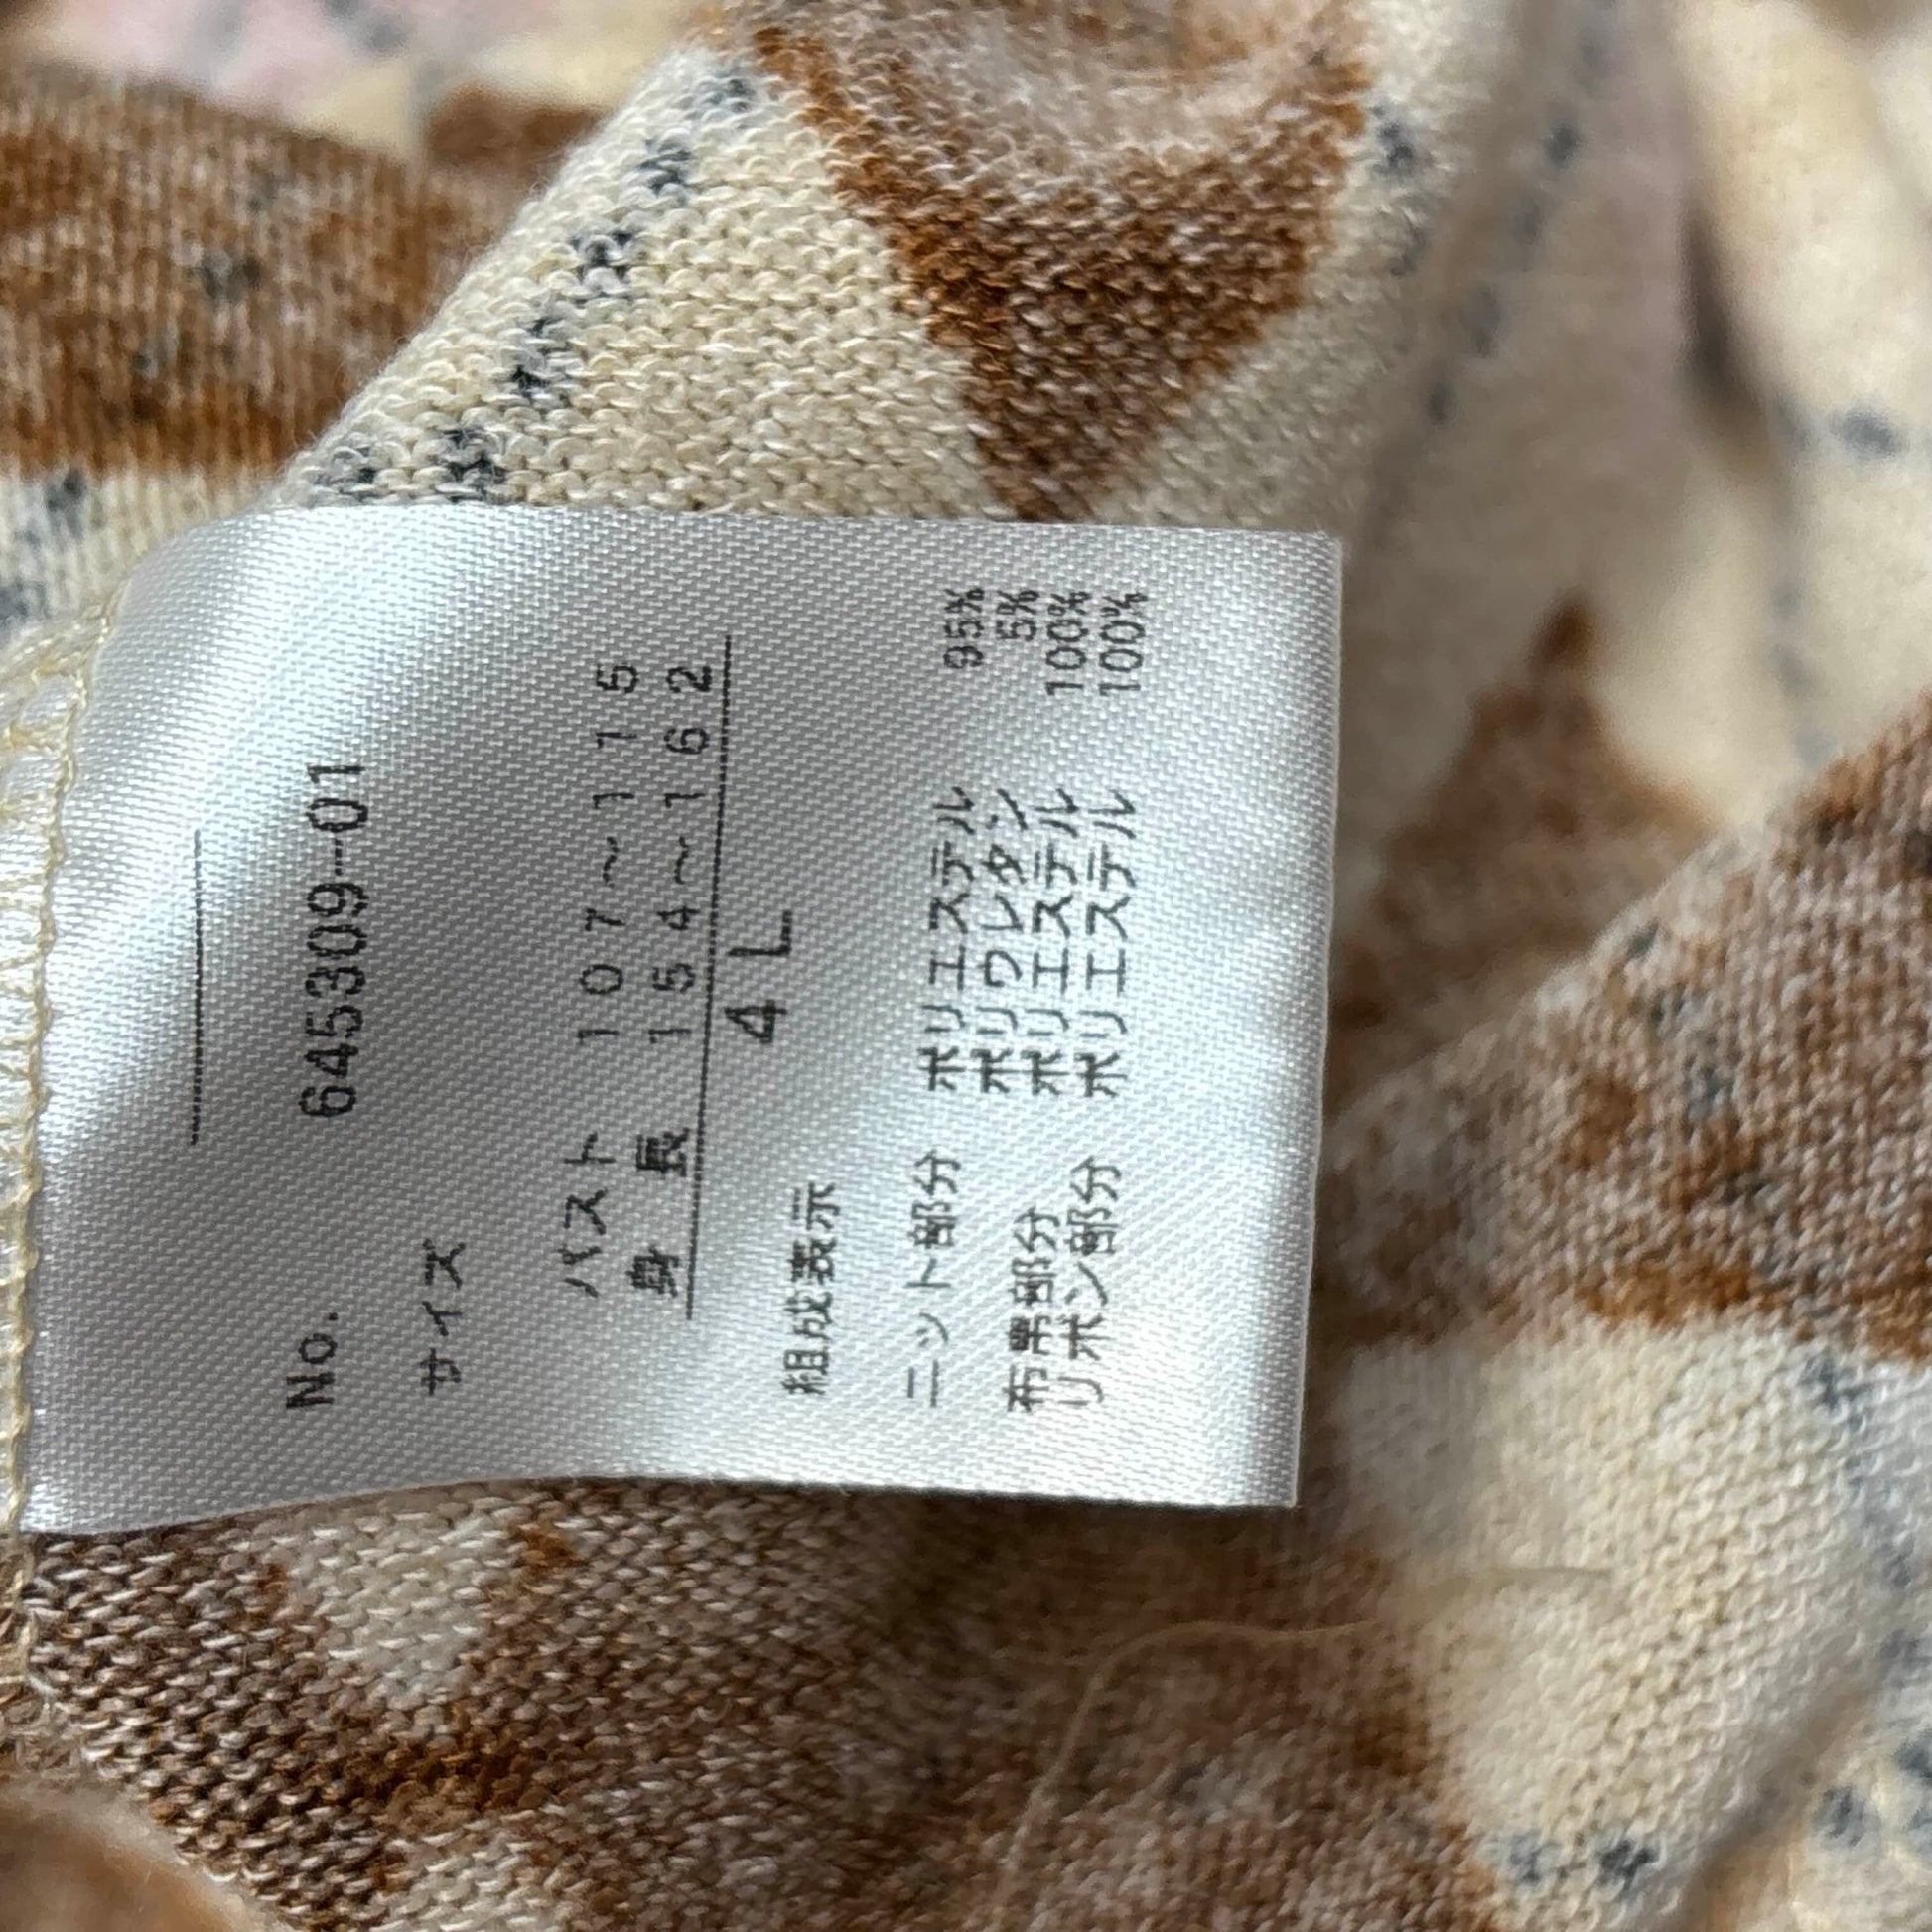 No. 645309-01
サイズ
バスト 107～115
身長 154～162
4L
組成表示
ニット部分 ポリエステル 95%
ポリウレタン 5%
布帛部分 ポリエステル 100%
リボン部分 ポリエステル 100%